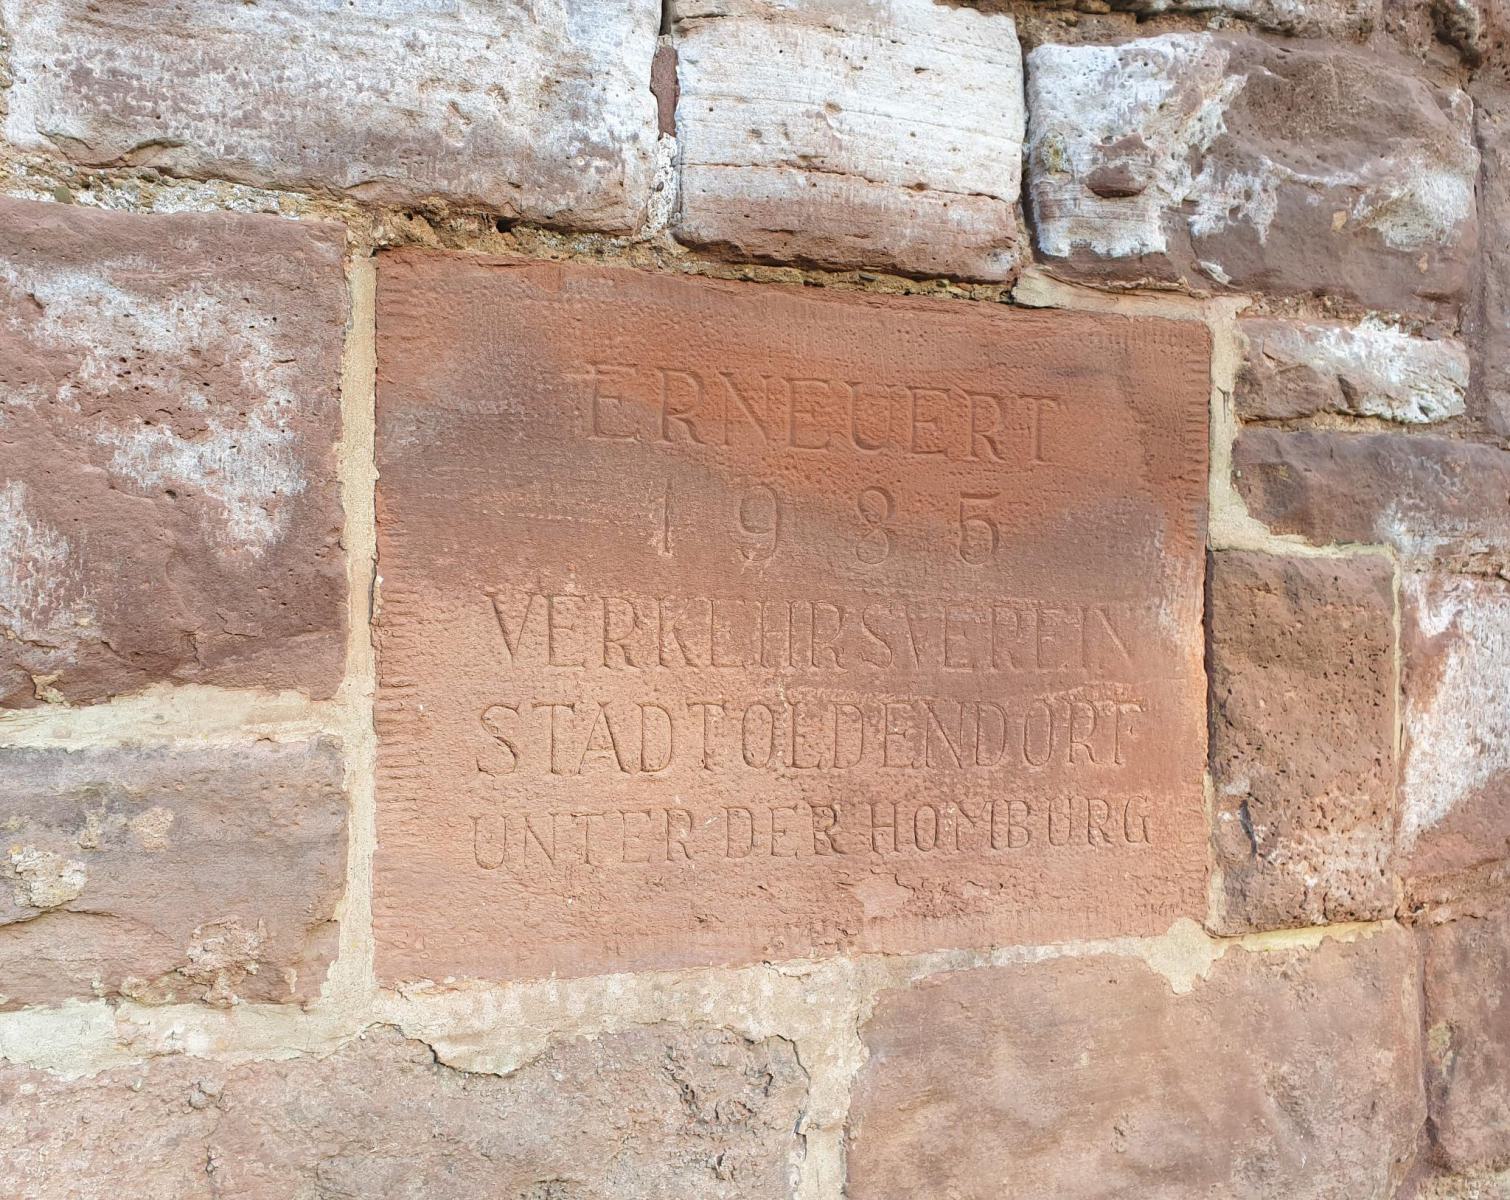 ERNEUERT
1985
VERKEHRSVEREIN
STADTOLDENDORF
UNTER DER HOMBURG